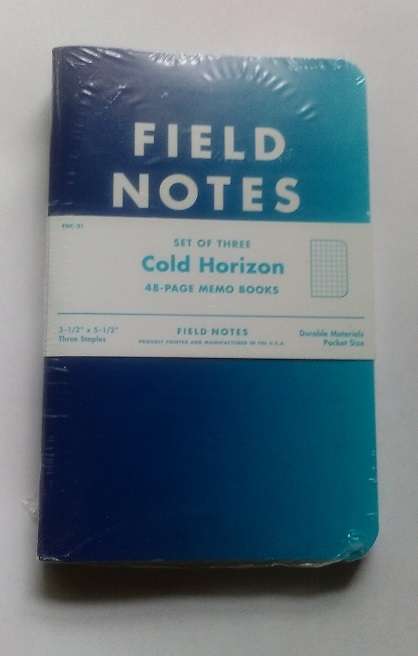 FIELD
NOTES
FNC-21
SET OF THREE
Cold Horizon
48-PAGE MEMO BOOKS
3-1/2" x 5-1/2"
Three Staples
FIELD NOTES
PROUDLY PRINTED AND MANUFACTURED IN THE U.S.A.
Durable Materials
Pocket Size